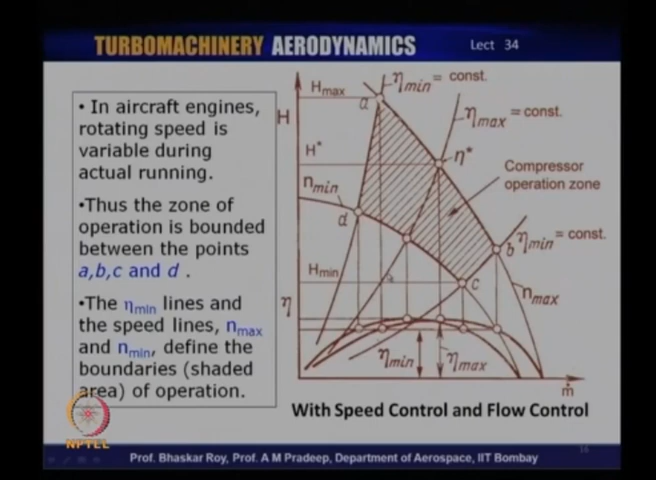 TURBOMACHINERY AERODYNAMICS
Lect 34
• In aircraft engines,
rotating speed is
variable during
actual running.
•Thus the zone of
operation is bounded
between the points
a,b,c and d .
•The ηmin lines and
the speed lines, nmax
and nmin, define the
boundaries (shaded
area) of operation.
Hmax
a
ηmin = const.
H
ηmax = const.
H*
η*
nmin
Compressor
operation zone
d
b
ηmin = const.
Hmin
c
nmax
η
ηmin
ηmax
ṁ
With Speed Control and Flow Control
NPTEL
Prof. Bhaskar Roy, Prof. A M Pradeep, Department of Aerospace, IIT Bombay